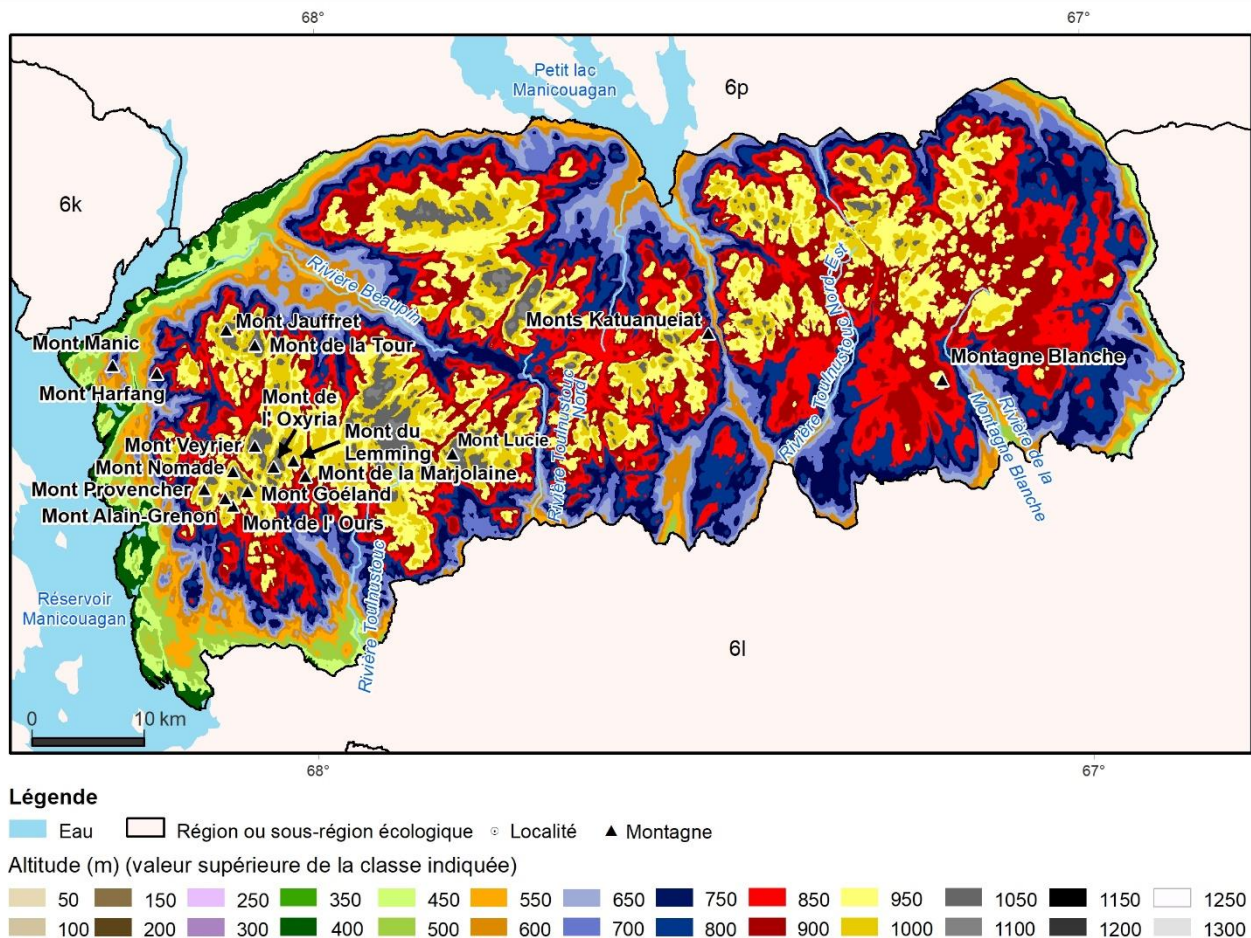 68°
67°
Petit lac
Manicouagan
6p
6k
Rivière Beaupin
Rivière Toulnustouc
Nord-Est
Mont Jauffret
Monts Katuanueiat
Mont Manic
Mont de la Tour
Montagne Blanche
Mont Harfang
Mont de
l' Oxyria
Mont du
Lemming
Rivière Toulnustouc
Nord
Rivière de la
Montagne Blanche
Mont Veyrier
Mont Lucie
Mont Nomade
Mont de la Marjolaine
Mont Provencher
Mont Goéland
Mont Alain-Grenon
Mont de l' Ours
Réservoir
Manicouagan
Rivière Toulnustouc
6l
0 10 km
68°
67°
Légende
Eau Région ou sous-région écologique Localité Montagne
Altitude (m) (valeur supérieure de la classe indiquée)
50 150 250 350 450 550 650 750 850 950 1050 1150 1250
100 200 300 400 500 600 700 800 900 1000 1100 1200 1300